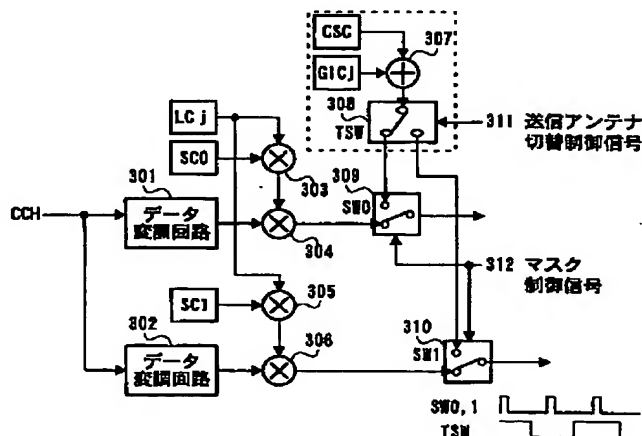 CSC
307
GICj
308
TSW
311 送信アンテナ
切替制御信号
LCj
SC0
303
309
SW0
301
CCH
データ
変調回路
304
312 マスク
制御信号
SC1
305
302
データ
変調回路
306
310
SW1
SW0,1
TSW